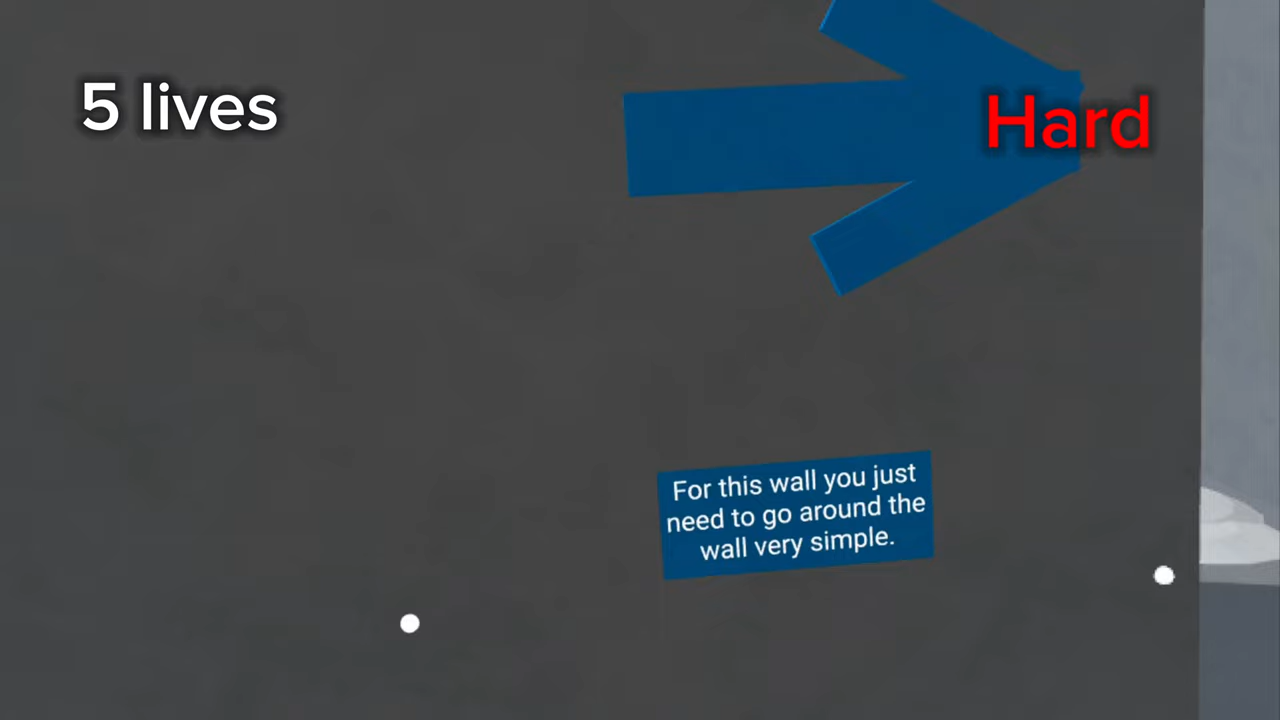 5 lives
Hard
For this wall you just
need to go around the
wall very simple.